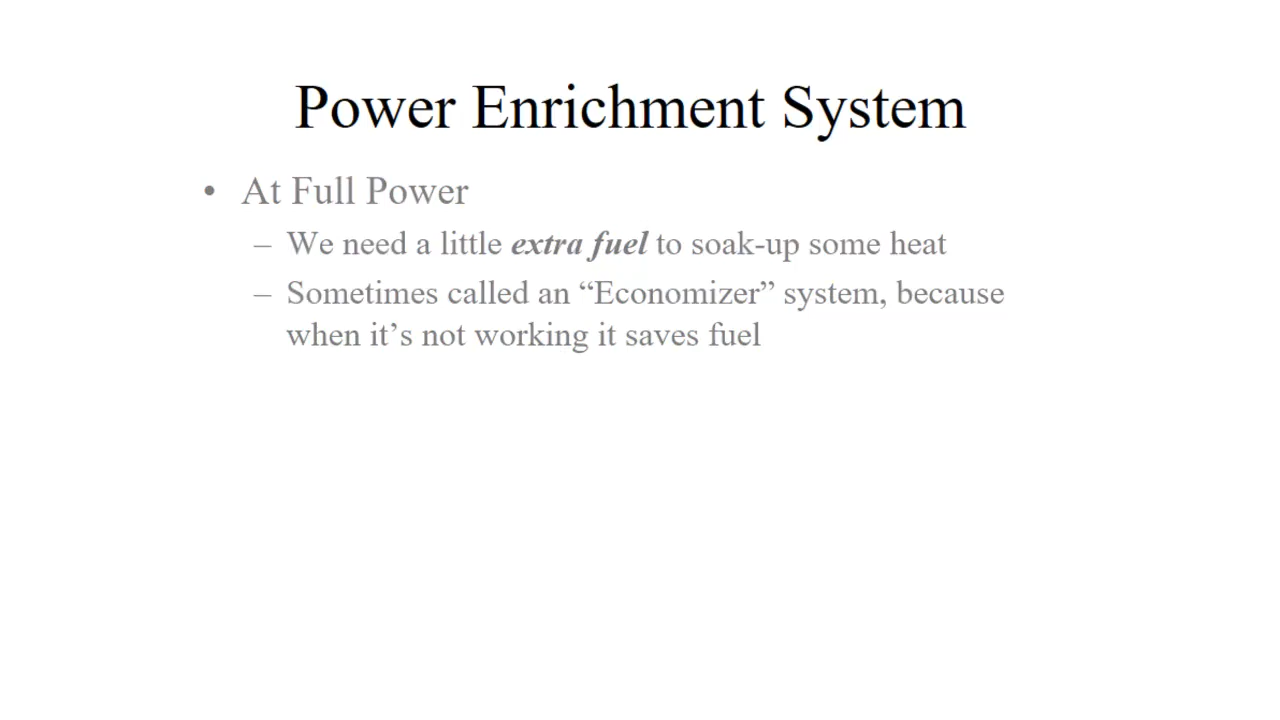 Power Enrichment System
• At Full Power
– We need a little extra fuel to soak-up some heat
– Sometimes called an “Economizer” system, because
when it’s not working it saves fuel